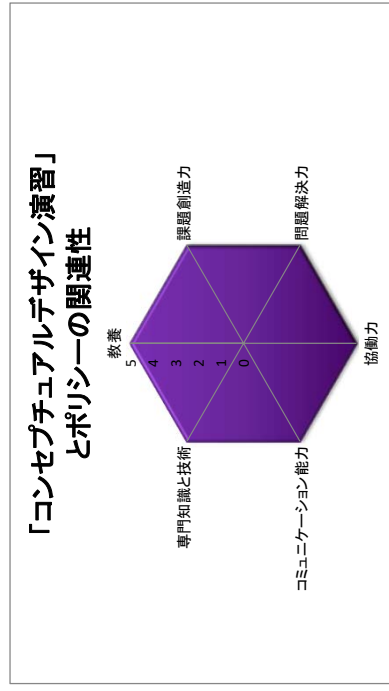 「コンセプチュアルデザイン演習」
とポリシーの関連性
教養
5
4
3
2
1
0
課題創造力
問題解決力
協働力
コミュニケーション能力
専門知識と技術